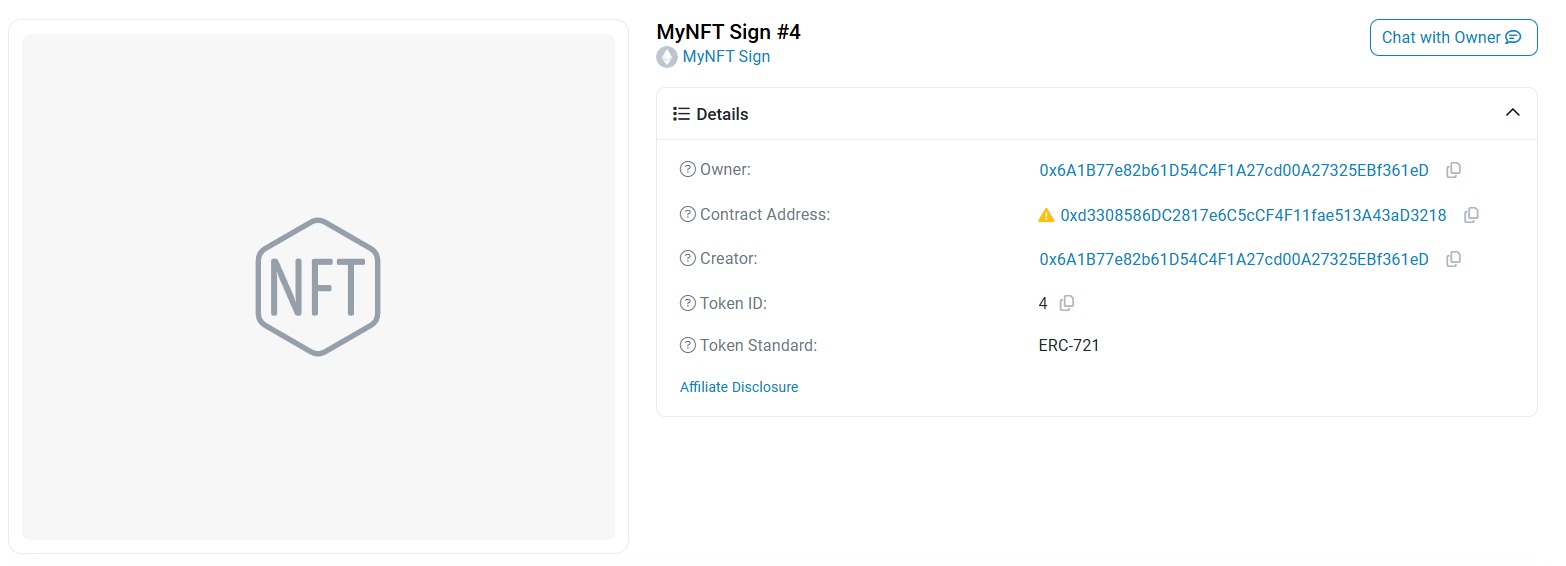 NFT
MyNFT Sign #4
MyNFT Sign
Chat with Owner
Details
Owner: 0x6A1B77e82b61D54C4F1A27cd00A27325EBf361eD
Contract Address: 0xd3308586DC2817e6C5cCF4F11fae513A43aD3218
Creator: 0x6A1B77e82b61D54C4F1A27cd00A27325EBf361eD
Token ID: 4
Token Standard: ERC-721
Affiliate Disclosure